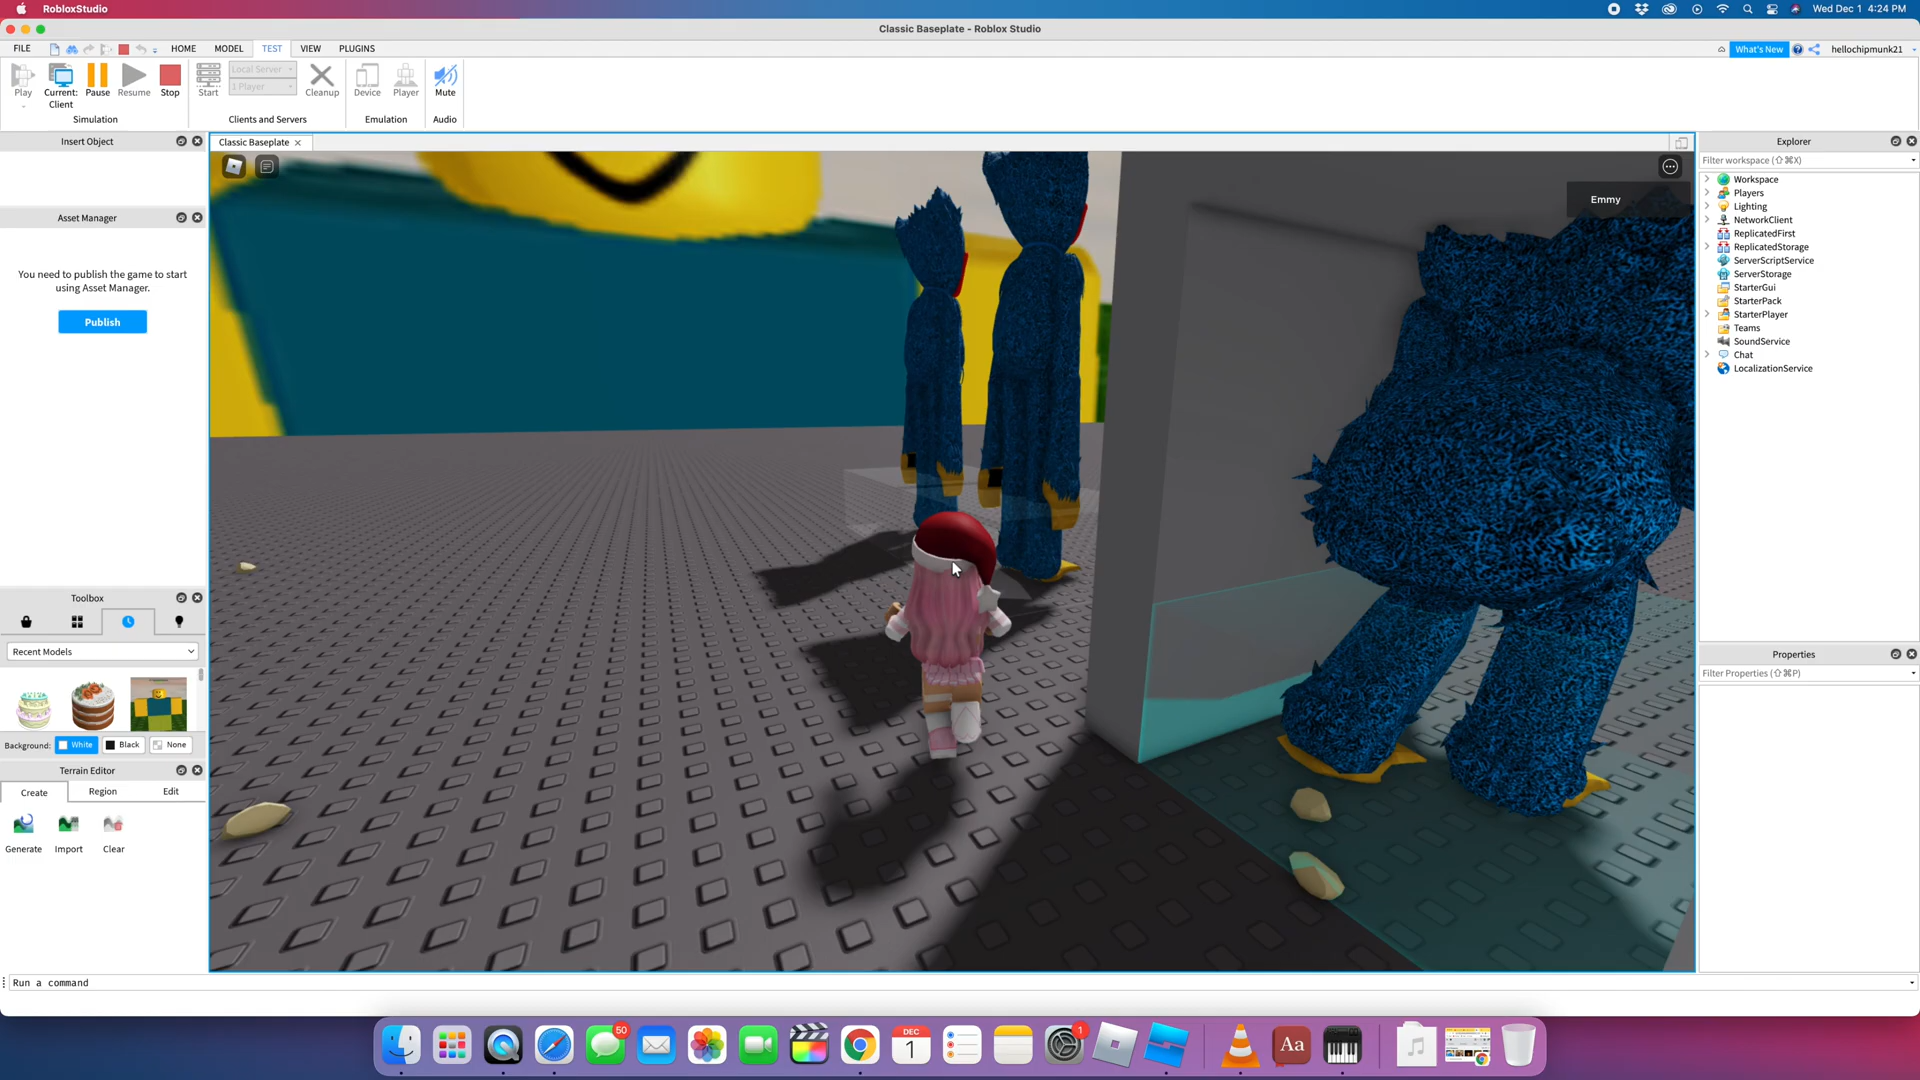 RobloxStudio
Wed Dec 1 4:24 PM
Classic Baseplate - Roblox Studio
FILE HOME MODEL TEST VIEW PLUGINS
What's New
hellochipmunk21
Play
Current: Client
Pause
Resume
Stop
Simulation
Start
Local Server
1 Player
Cleanup
Clients and Servers
Device
Player
Emulation
Mute
Audio
Insert Object
Classic Baseplate
Explorer
Filter workspace (⇧⌘X)
Workspace
Players
Lighting
NetworkClient
ReplicatedFirst
ReplicatedStorage
ServerScriptService
ServerStorage
StarterGui
StarterPack
StarterPlayer
Teams
SoundService
Chat
LocalizationService
Emmy
Asset Manager
You need to publish the game to start
using Asset Manager.
Publish
Toolbox
Recent Models
Background: White Black None
Terrain Editor
Create Region Edit
Generate Import Clear
Properties
Filter Properties (⇧⌘P)
Run a command
50
DEC
1
1
Aa